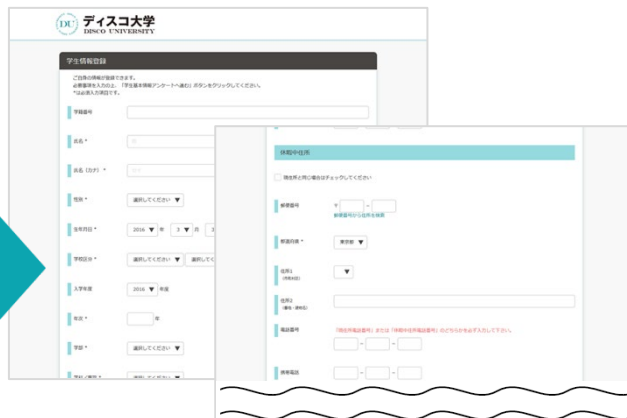 DU
ディスコ大学
DISCO UNIVERSITY
学生情報登録
ご自身の情報が登録できます。
必要事項を入力の上、「学生基本情報アンケートへ進む」ボタンをクリックしてください。
*は必須入力項目です。
学籍番号
氏名 *
氏名（カナ） *
性別 *
選択してください ▼
生年月日 *
2016 ▼ 年 3 ▼ 月 3
学校区分 *
選択してください ▼ 選択してく
入学年度
2016 ▼ 年度
年次 *
年
学部 *
選択してください ▼
休暇中住所
現住所と同じ場合はチェックしてください
郵便番号
〒 -
郵便番号から住所を検索
都道府県 *
東京都 ▼
住所1
▼
住所2
電話番号
「現住所電話番号」または「休暇中住所電話番号」のどちらかを必ず入力して下さい。
- -
携帯電話
- -